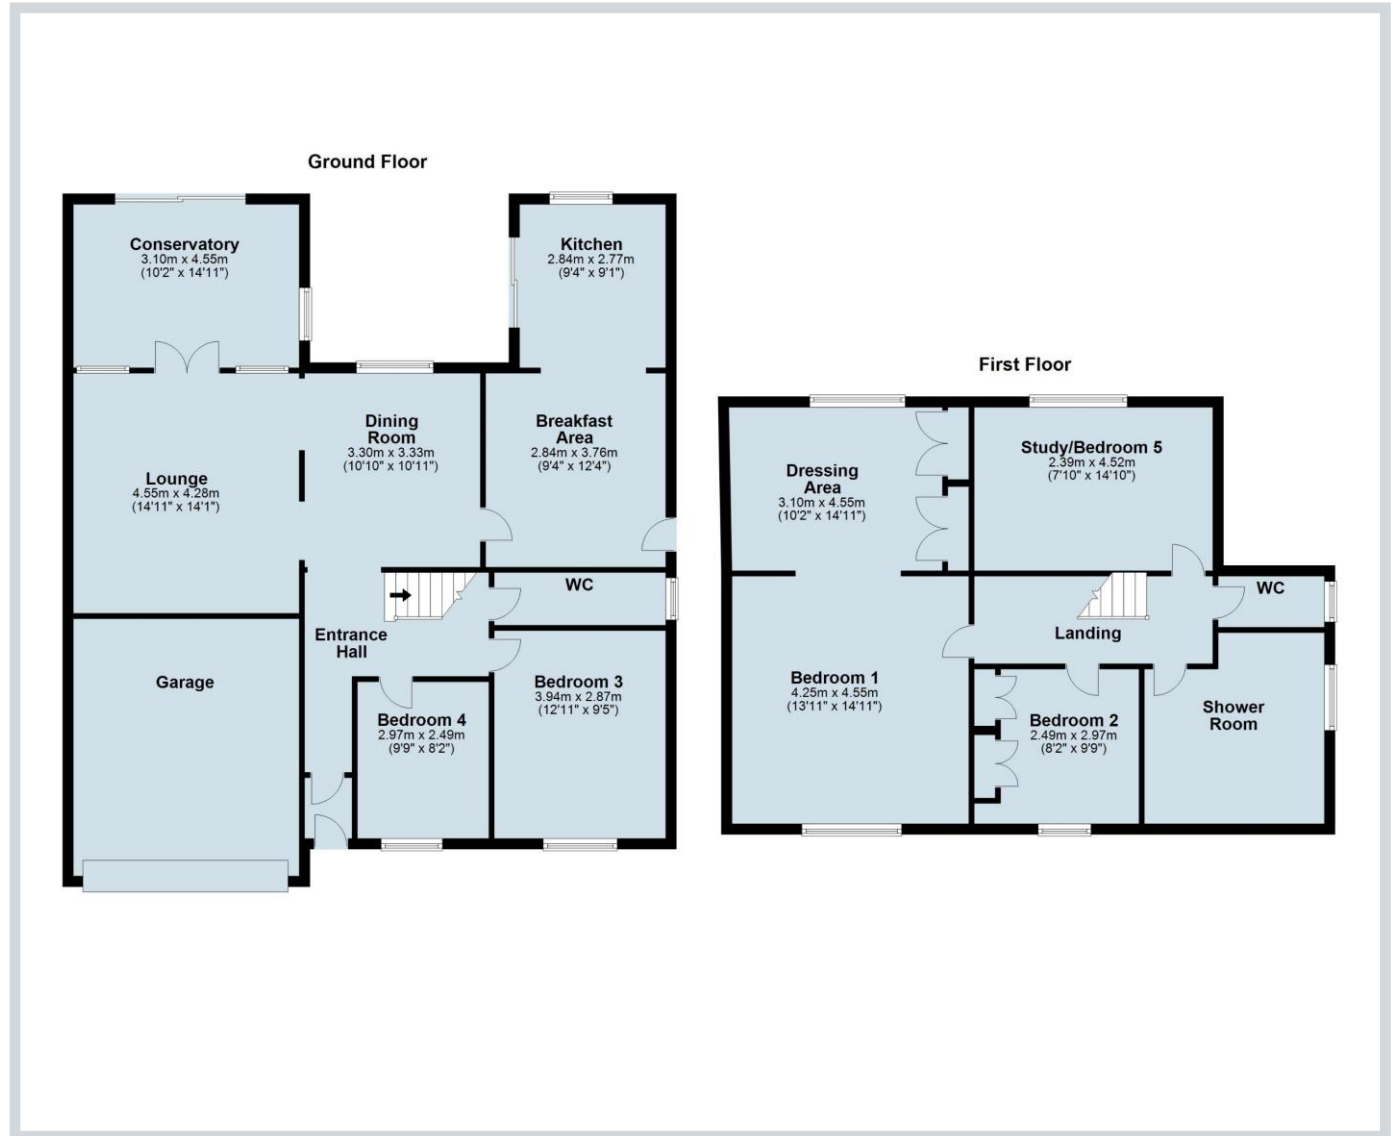 Ground Floor
Conservatory
3.10m x 4.55m
(10'2" x 14'11")
Kitchen
2.84m x 2.77m
(9'4" x 9'1")
Lounge
4.55m x 4.28m
(14'11" x 14'1")
Dining
Room
3.30m x 3.33m
(10'10" x 10'11")
Breakfast
Area
2.84m x 3.76m
(9'4" x 12'4")
WC
Entrance
Hall
Garage
Bedroom 4
2.97m x 2.49m
(9'9" x 8'2")
Bedroom 3
3.94m x 2.87m
(12'11" x 9'5")
First Floor
Dressing
Area
3.10m x 4.55m
(10'2" x 14'11")
Study/Bedroom 5
2.39m x 4.52m
(7'10" x 14'10")
WC
Landing
Bedroom 1
4.25m x 4.55m
(13'11" x 14'11")
Bedroom 2
2.49m x 2.97m
(8'2" x 9'9")
Shower
Room